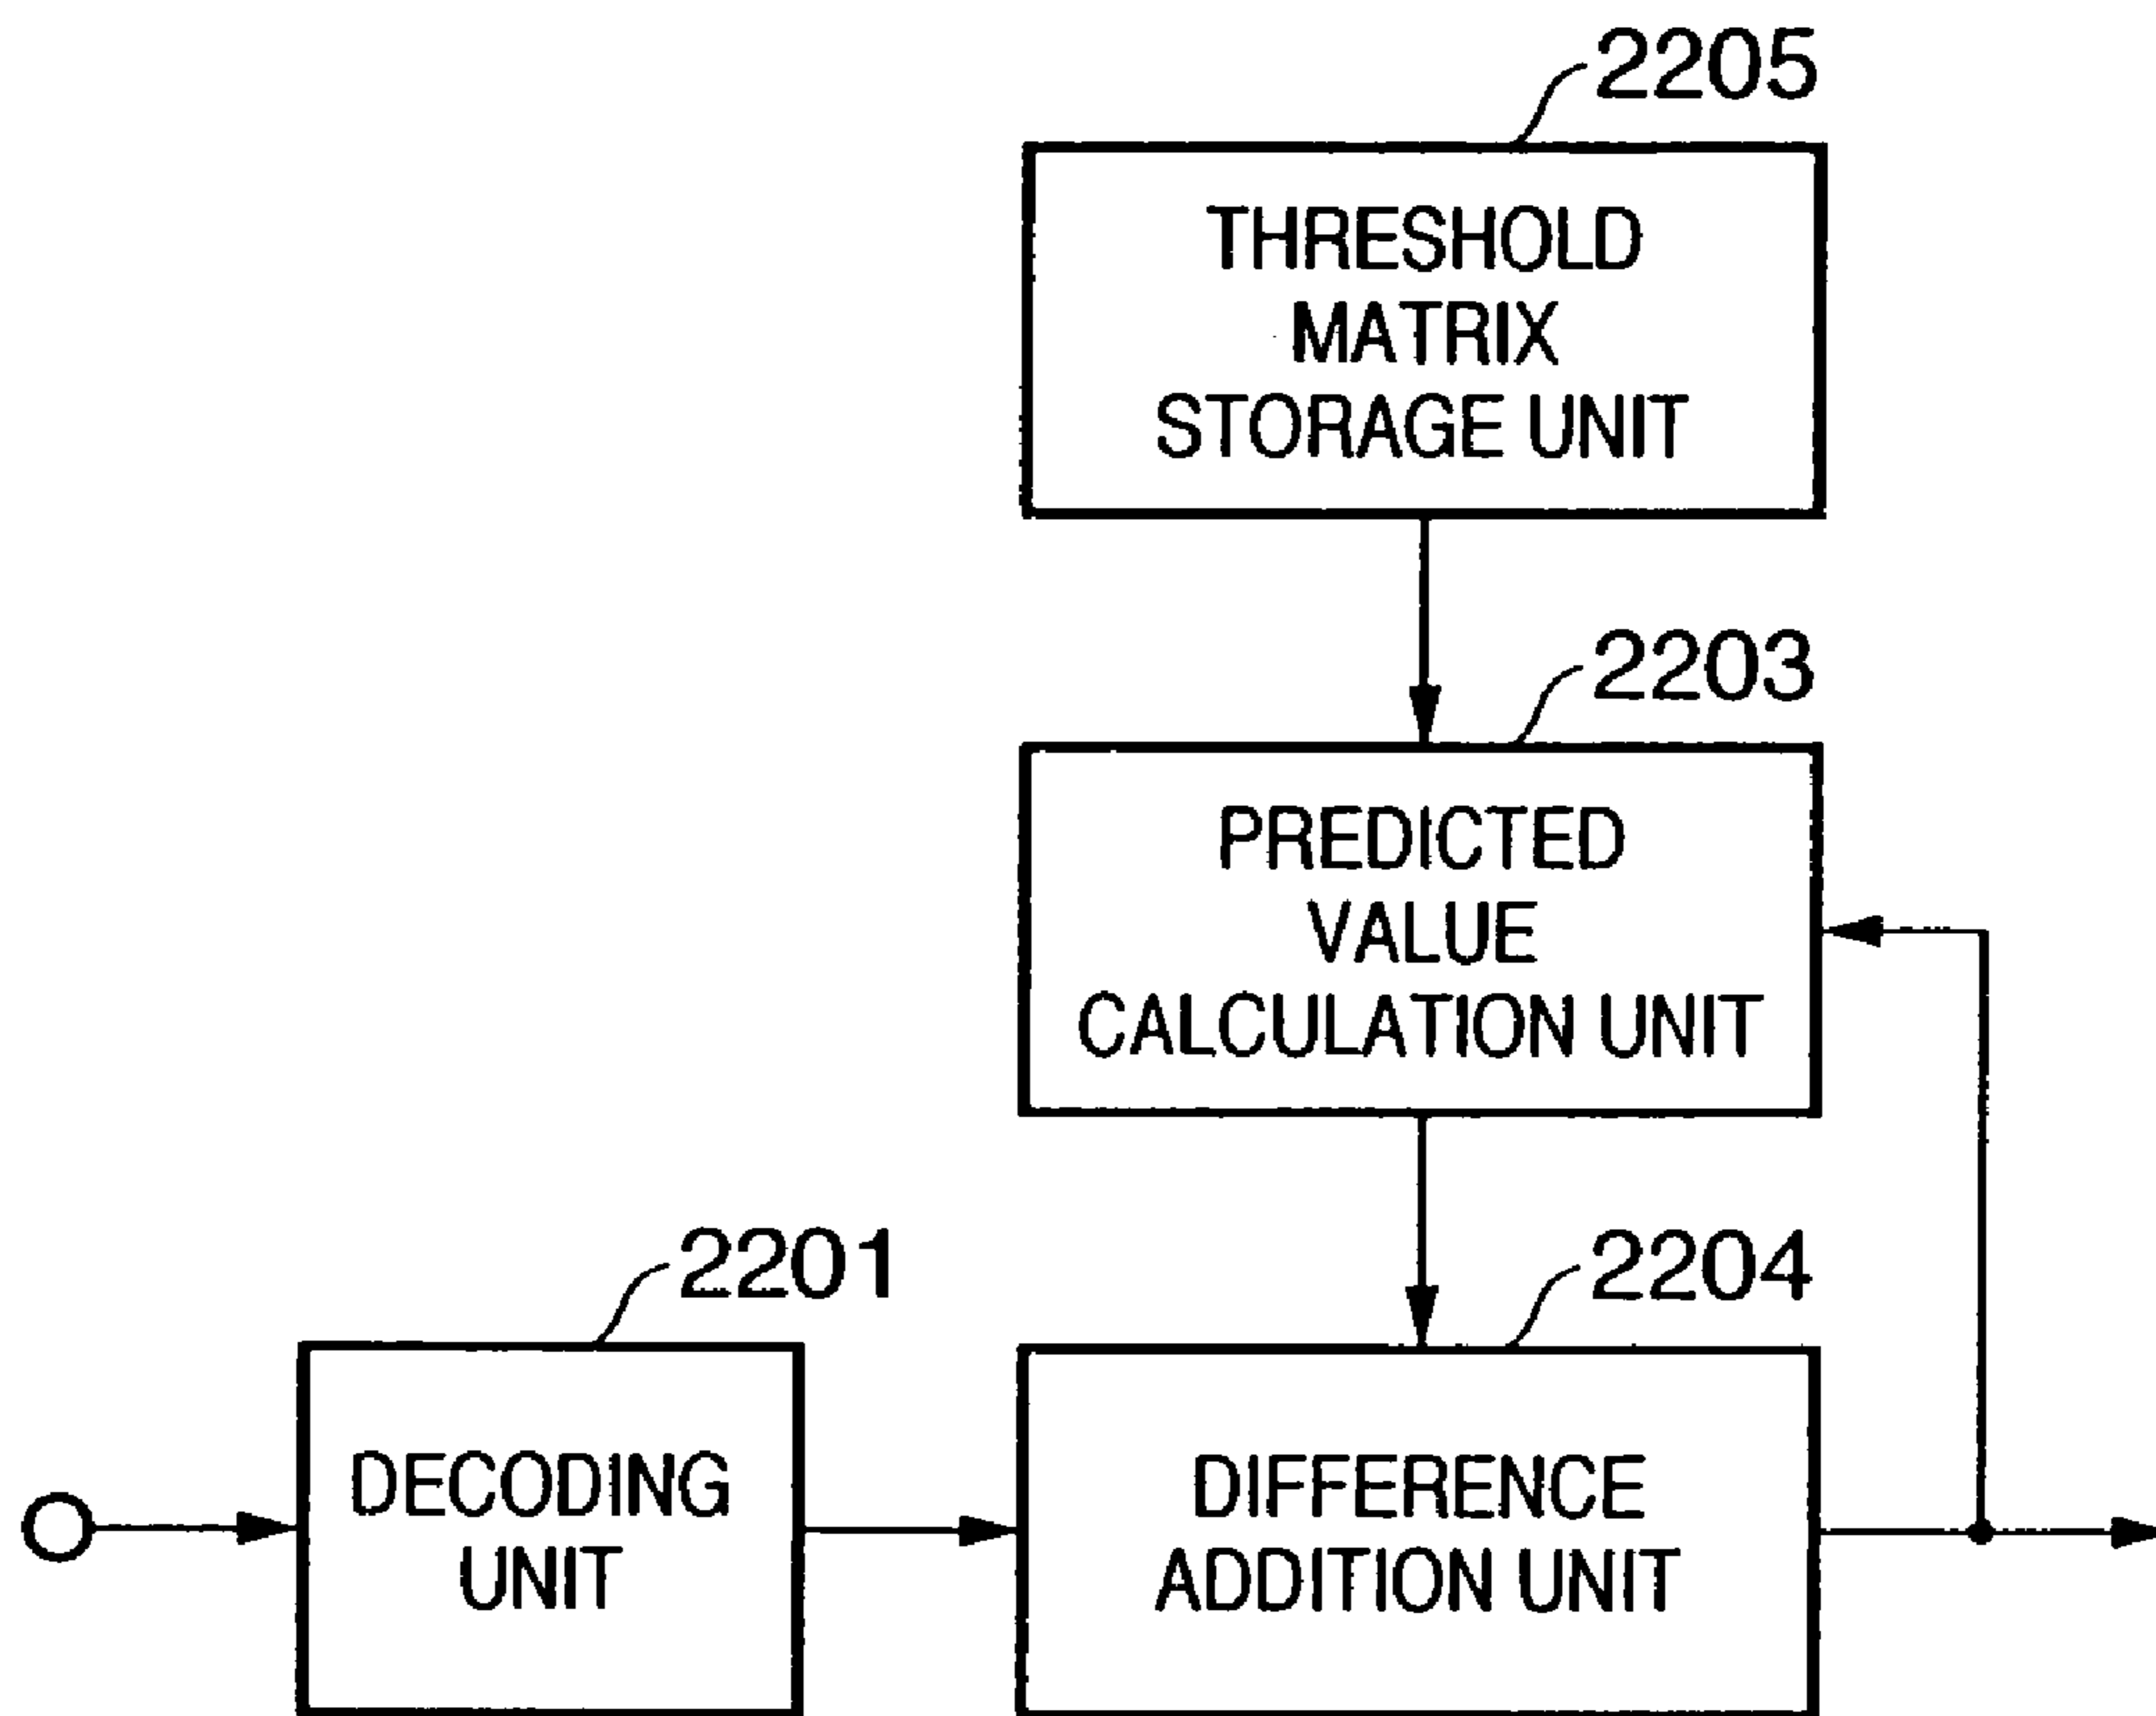 2205
THRESHOLD
MATRIX
STORAGE UNIT
2203
PREDICTED
VALUE
CALCULATION UNIT
2201
DECODING
UNIT
2204
DIFFERENCE
ADDITION UNIT